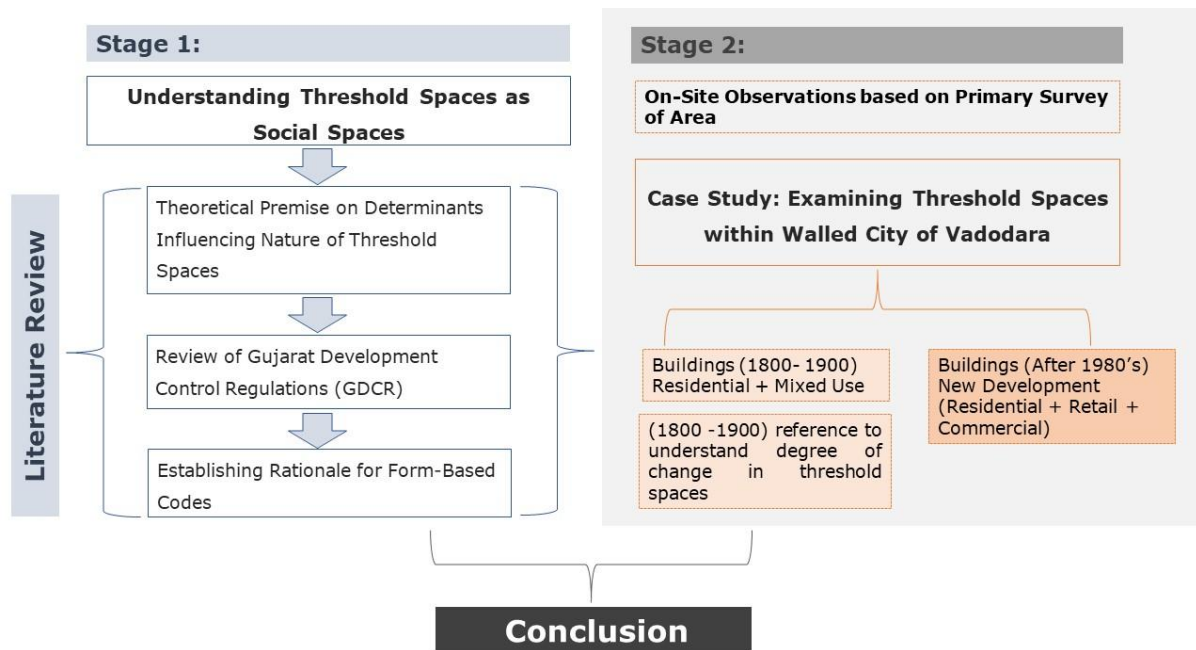 Stage 1:
Understanding Threshold Spaces as
Social Spaces
Literature Review
Theoretical Premise on Determinants
Influencing Nature of Threshold
Spaces
Review of Gujarat Development
Control Regulations (GDCR)
Establishing Rationale for Form-Based
Codes
Stage 2:
On-Site Observations based on Primary Survey
of Area
Case Study: Examining Threshold Spaces
within Walled City of Vadodara
Buildings (1800- 1900)
Residential + Mixed Use
(1800 -1900) reference to
understand degree of
change in threshold
spaces
Buildings (After 1980's)
New Development
(Residential + Retail +
Commercial)
Conclusion